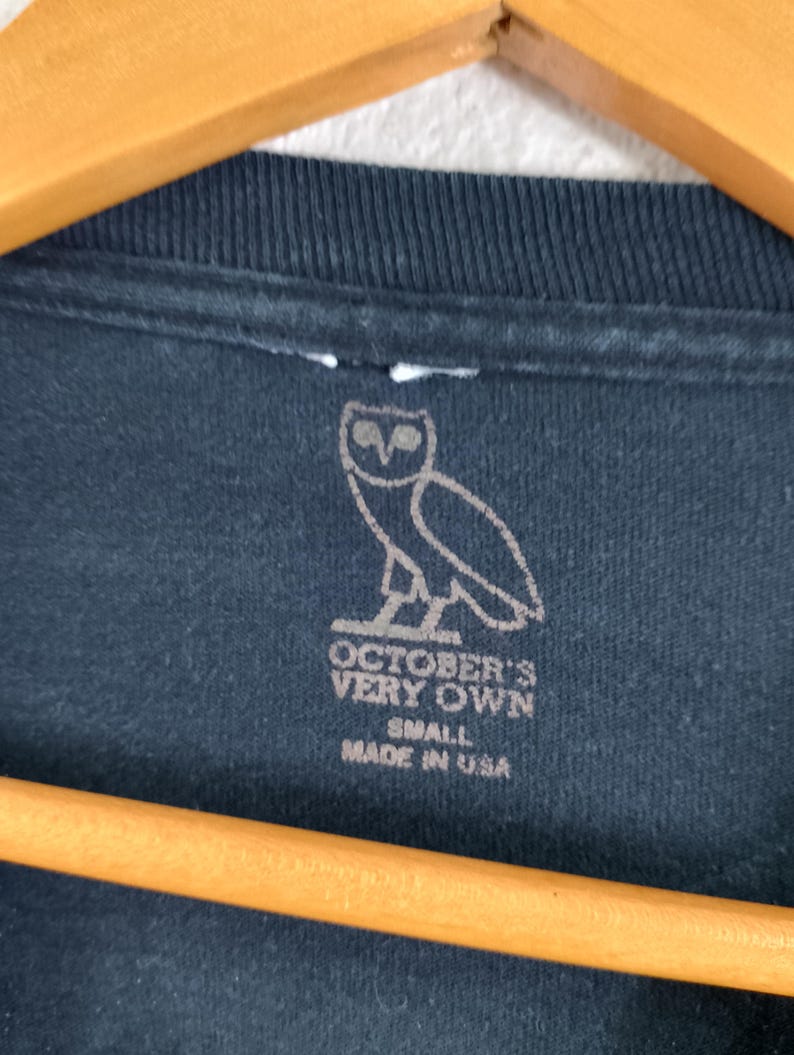 OCTOBER'S
VERY OWN
SMALL
MADE IN USA